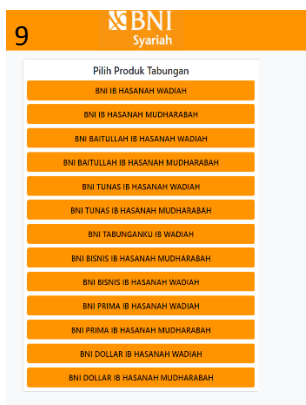 9
BNI
Syariah
Pilih Produk Tabungan
BNI IB HASANAH WADIAH
BNI IB HASANAH MUDHARABAH
BNI BAITULLAH IB HASANAH WADIAH
BNI BAITULLAH IB HASANAH MUDHARABAH
BNI TUNAS IB HASANAH WADIAH
BNI TUNAS IB HASANAH MUDHARABAH
BNI TABUNGANKU IB WADIAH
BNI BISNIS IB HASANAH MUDHARABAH
BNI BISNIS IB HASANAH WADIAH
BNI PRIMA IB HASANAH WADIAH
BNI PRIMA IB HASANAH MUDHARABAH
BNI DOLLAR IB HASANAH WADIAH
BNI DOLLAR IB HASANAH MUDHARABAH